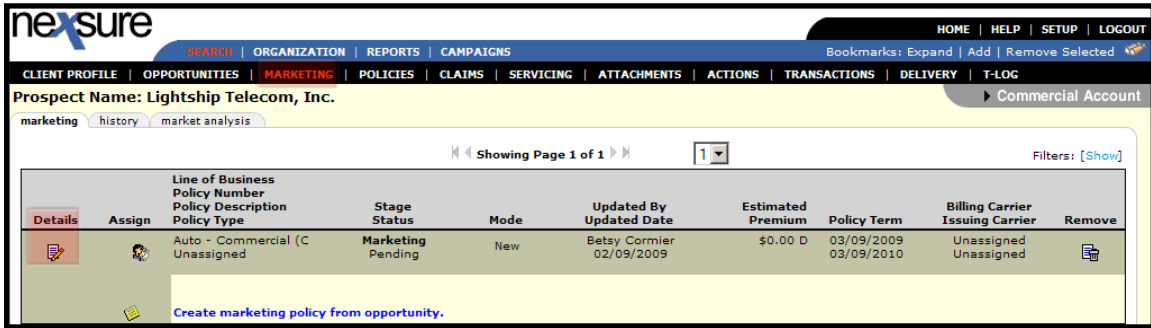 nexsure
HOME | HELP | SETUP | LOGOUT
SEARCH | ORGANIZATION | REPORTS | CAMPAIGNS
Bookmarks: Expand | Add | Remove Selected
CLIENT PROFILE | OPPORTUNITIES | MARKETING | POLICIES | CLAIMS | SERVICING | ATTACHMENTS | ACTIONS | TRANSACTIONS | DELIVERY | T-LOG
Prospect Name: Lightship Telecom, Inc.
Commercial Account
marketing history market analysis
Showing Page 1 of 1 1 Filters: [Show]
Line of Business
Policy Number
Policy Description Stage Updated By Estimated Billing Carrier
Details Assign Policy Type Status Mode Updated Date Premium Policy Term Issuing Carrier Remove
Auto - Commercial (C Marketing New Betsy Cormier $0.00 D 03/09/2009 Unassigned
Unassigned Pending 02/09/2009 03/09/2010 Unassigned
Create marketing policy from opportunity.